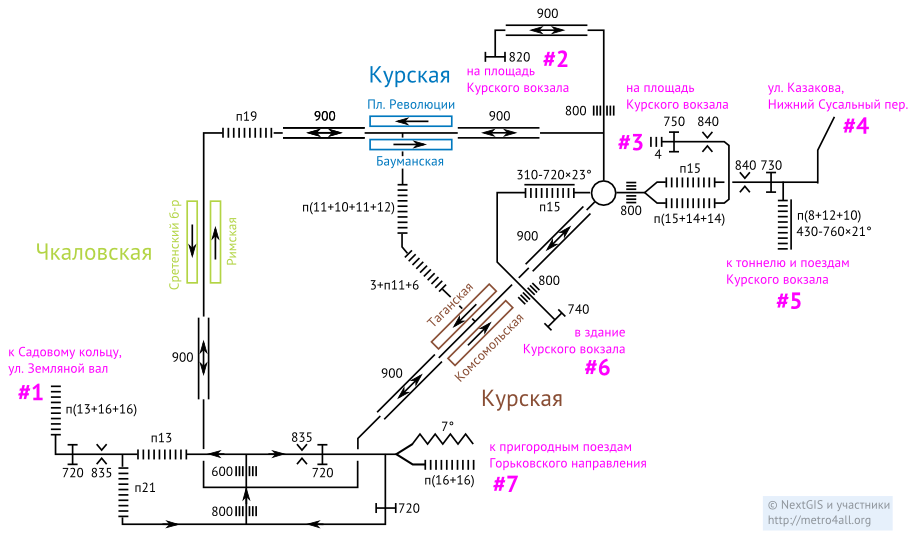 900
820
#2
на площадь
Курского вокзала
Курская
Пл. Революции
900
900
Бауманская
п19
800
на площадь
Курского вокзала
#3
750
840
4
ул. Казакова,
Нижний Сусальный пер.
#4
310-720×23°
п15
800
п15
п(15+14+14)
840
730
п(8+12+10)
430-760×21°
к тоннелю и поездам
Курского вокзала
#5
п(11+10+11+12)
3+п11+6
900
Чкаловская
Сретенский б-р
Римская
Таганская
Комсомольская
800
740
в здание
Курского вокзала
#6
Курская
900
900
к Садовому кольцу,
ул. Земляной вал
#1
п(13+16+16)
п13
720
835
835
720
600
п21
800
720
7°
п(16+16)
к пригородным поездам
Горьковского направления
#7
© NextGIS и участники
http://metro4all.org